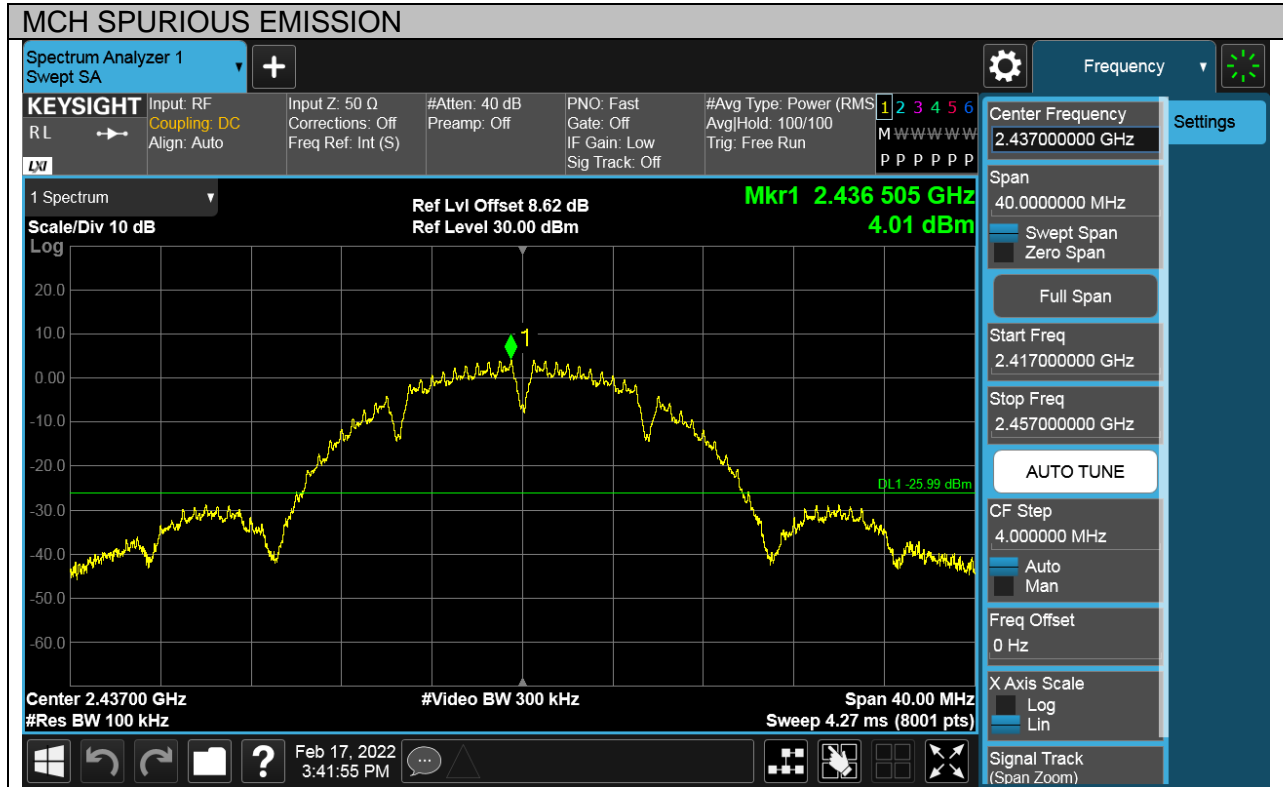 MCH SPURIOUS EMISSION
Spectrum Analyzer 1
Swept SA
Frequency
KEYSIGHT
RL
LXI
Input: RF
Coupling: DC
Align: Auto
Input Z: 50 Ω
Corrections: Off
Freq Ref: Int (S)
#Atten: 40 dB
Preamp: Off
PNO: Fast
Gate: Off
IF Gain: Low
Sig Track: Off
#Avg Type: Power (RMS
Avg|Hold: 100/100
Trig: Free Run
1 2 3 4 5 6
M W W W W W
P P P P P P
1 Spectrum
Scale/Div 10 dB
Ref Lvl Offset 8.62 dB
Ref Level 30.00 dBm
Mkr1 2.436 505 GHz
4.01 dBm
Log
20.0
10.0
0.00
-10.0
-20.0
-30.0
-40.0
-50.0
-60.0
1
DL1 -25.99 dBm
Center 2.43700 GHz
#Video BW 300 kHz
Span 40.00 MHz
#Res BW 100 kHz
Sweep 4.27 ms (8001 pts)
Center Frequency
2.437000000 GHz
Settings
Span
40.0000000 MHz
Swept Span
Zero Span
Full Span
Start Freq
2.417000000 GHz
Stop Freq
2.457000000 GHz
AUTO TUNE
CF Step
4.000000 MHz
Auto
Man
Freq Offset
0 Hz
X Axis Scale
Log
Lin
Signal Track
(Span Zoom)
?
Feb 17, 2022
3:41:55 PM